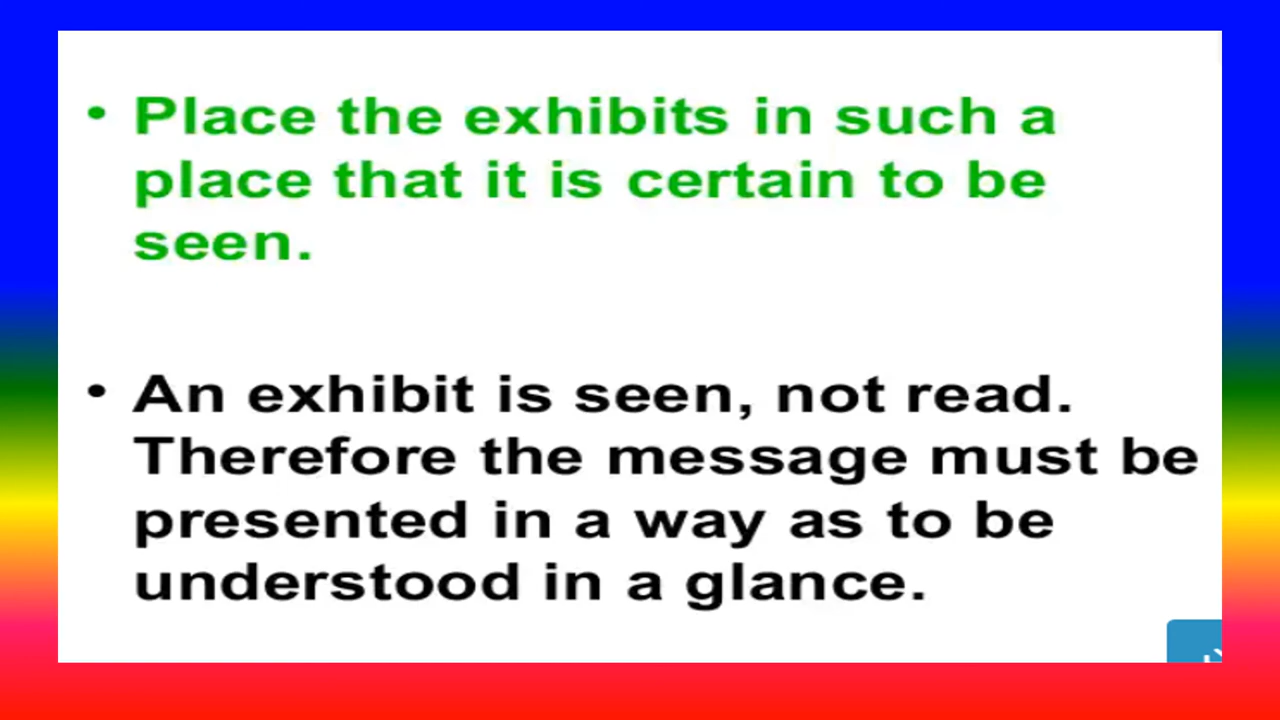 • Place the exhibits in such a
place that it is certain to be
seen.
• An exhibit is seen, not read.
Therefore the message must be
presented in a way as to be
understood in a glance.